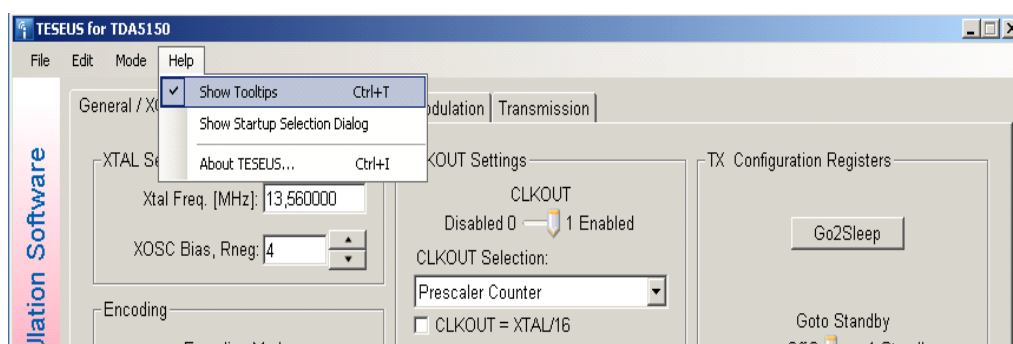 TESEUS for TDA5150
File Edit Mode Help
Show Tooltips Ctrl+T
Show Startup Selection Dialog
About TESEUS... Ctrl+I
General / XO
odulation
Transmission
XTAL Se
Xtal Freq. [MHz]: 13,560000
XOSC Bias, Rneg: 4
Encoding
KOUT Settings
CLKOUT
Disabled 0 1 Enabled
CLKOUT Selection:
Prescaler Counter
CLKOUT = XTAL/16
TX Configuration Registers
Go2Sleep
Goto Standby
ulation Software